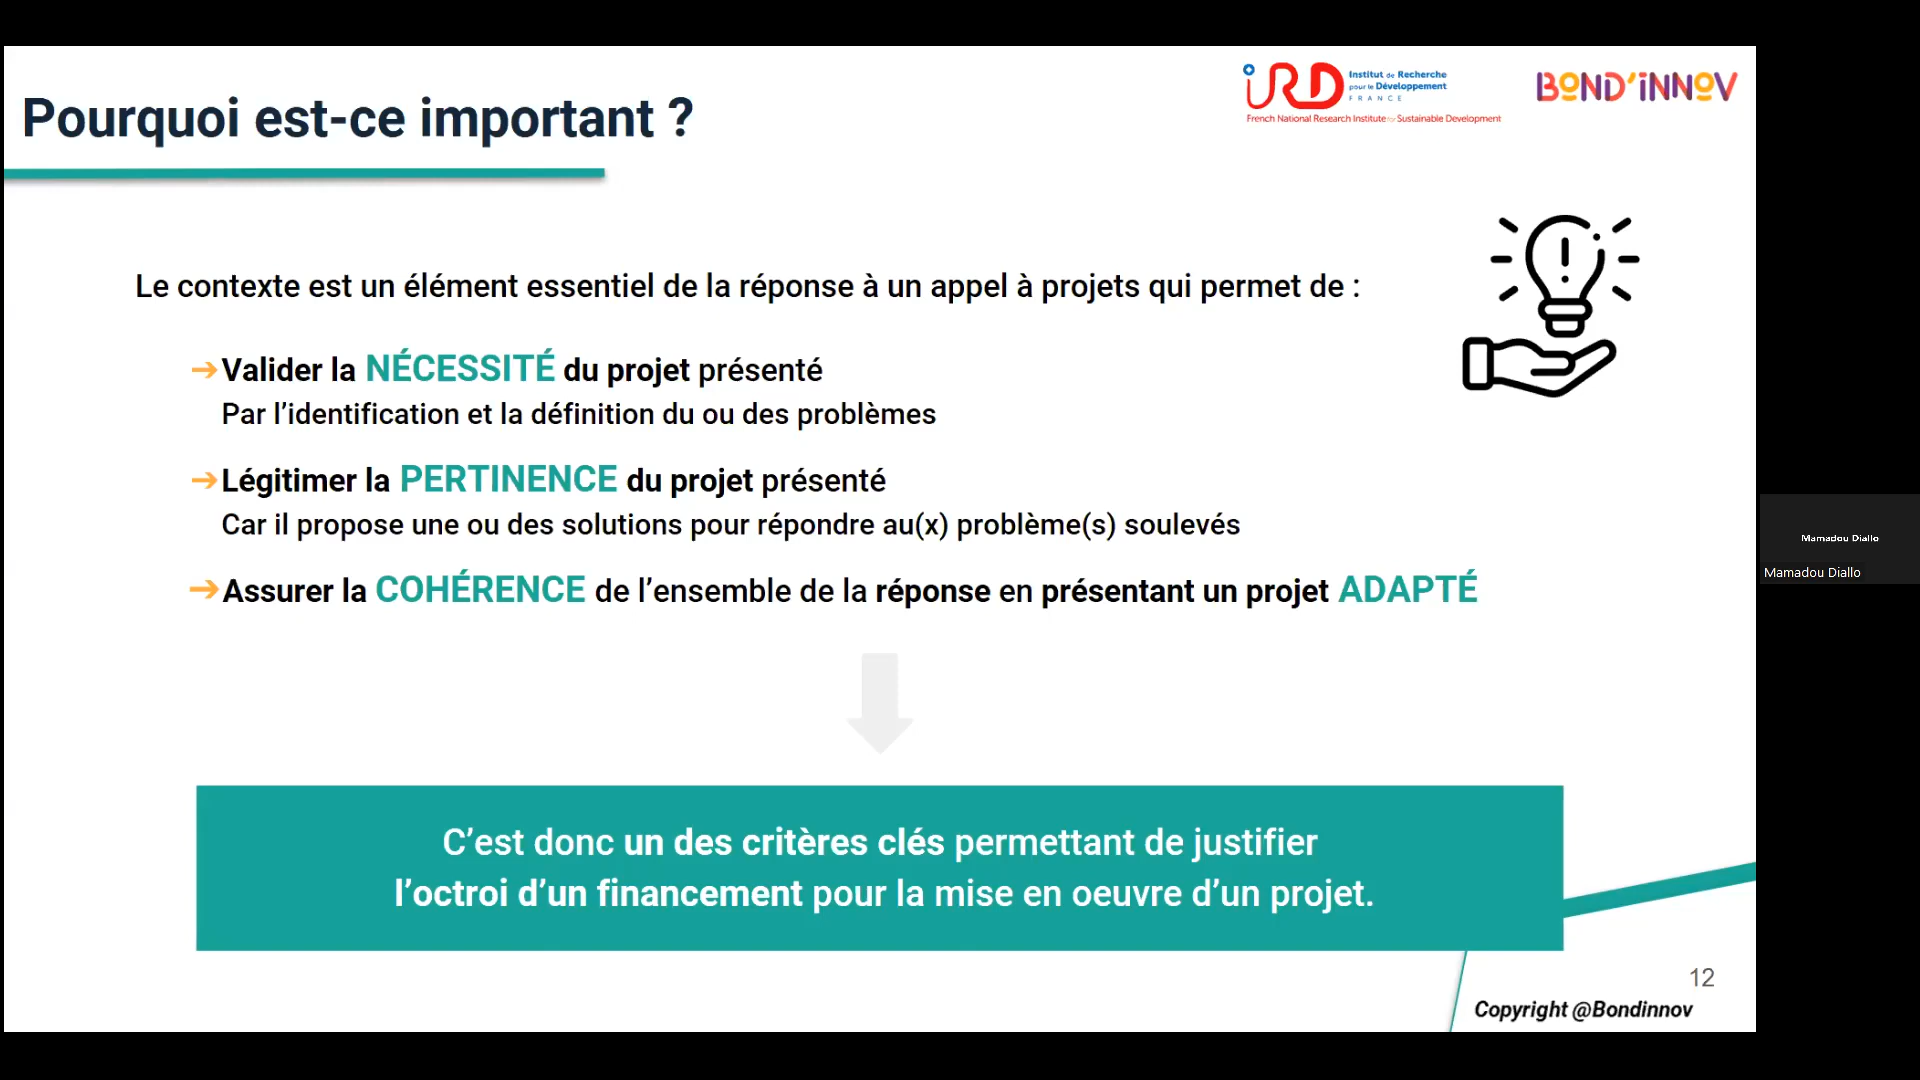 Pourquoi est-ce important ?
iRD
Institut de Recherche
pour le Développement
FRANCE
French National Research Institute for Sustainable Development
BOND'iNNOV
Le contexte est un élément essentiel de la réponse à un appel à projets qui permet de :
➔Valider la NÉCESSITÉ du projet présenté
Par l’identification et la définition du ou des problèmes
➔Légitimer la PERTINENCE du projet présenté
Car il propose une ou des solutions pour répondre au(x) problème(s) soulevés
➔Assurer la COHÉRENCE de l’ensemble de la réponse en présentant un projet ADAPTÉ
C’est donc un des critères clés permettant de justifier
l’octroi d’un financement pour la mise en oeuvre d’un projet.
12
Copyright @Bondinnov
Mamadou Diallo
Mamadou Diallo